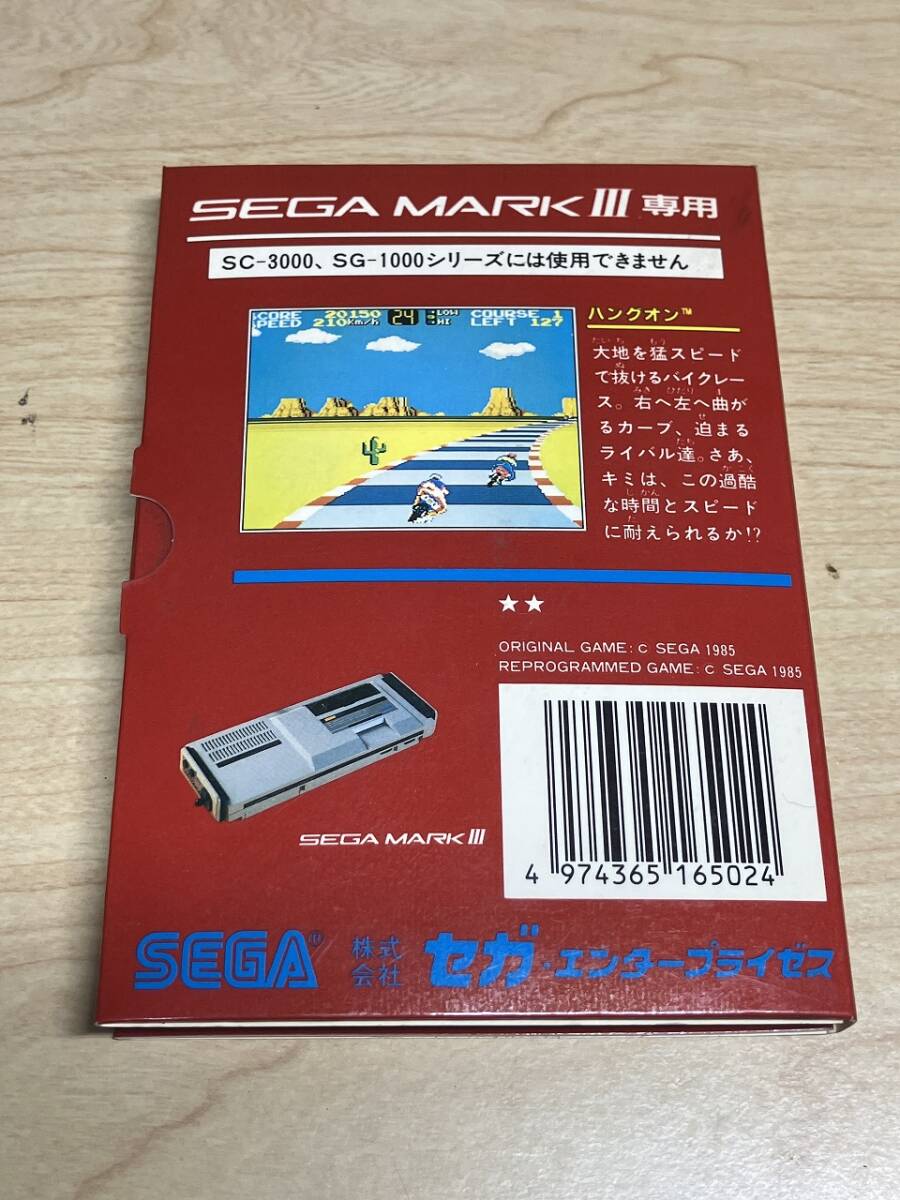 SEGA MARK III 専用
SC-3000、SG-1000シリーズには使用できません
SCORE 20150 24 LOW COURSE 1
SPEED 210km/h HI LEFT 127
ハングオン™
大地を猛スピード
で抜けるバイクレー
ス。右へ左へ曲が
るカーブ、迫まる
ライバル達。さあ、
キミは、この過酷
な時間とスピード
に耐えられるか!?
★★
ORIGINAL GAME: C SEGA 1985
REPROGRAMMED GAME: C SEGA 1985
SEGA MARK III
4 974365 165024
SEGA® 株式会社 セガ・エンタープライゼス